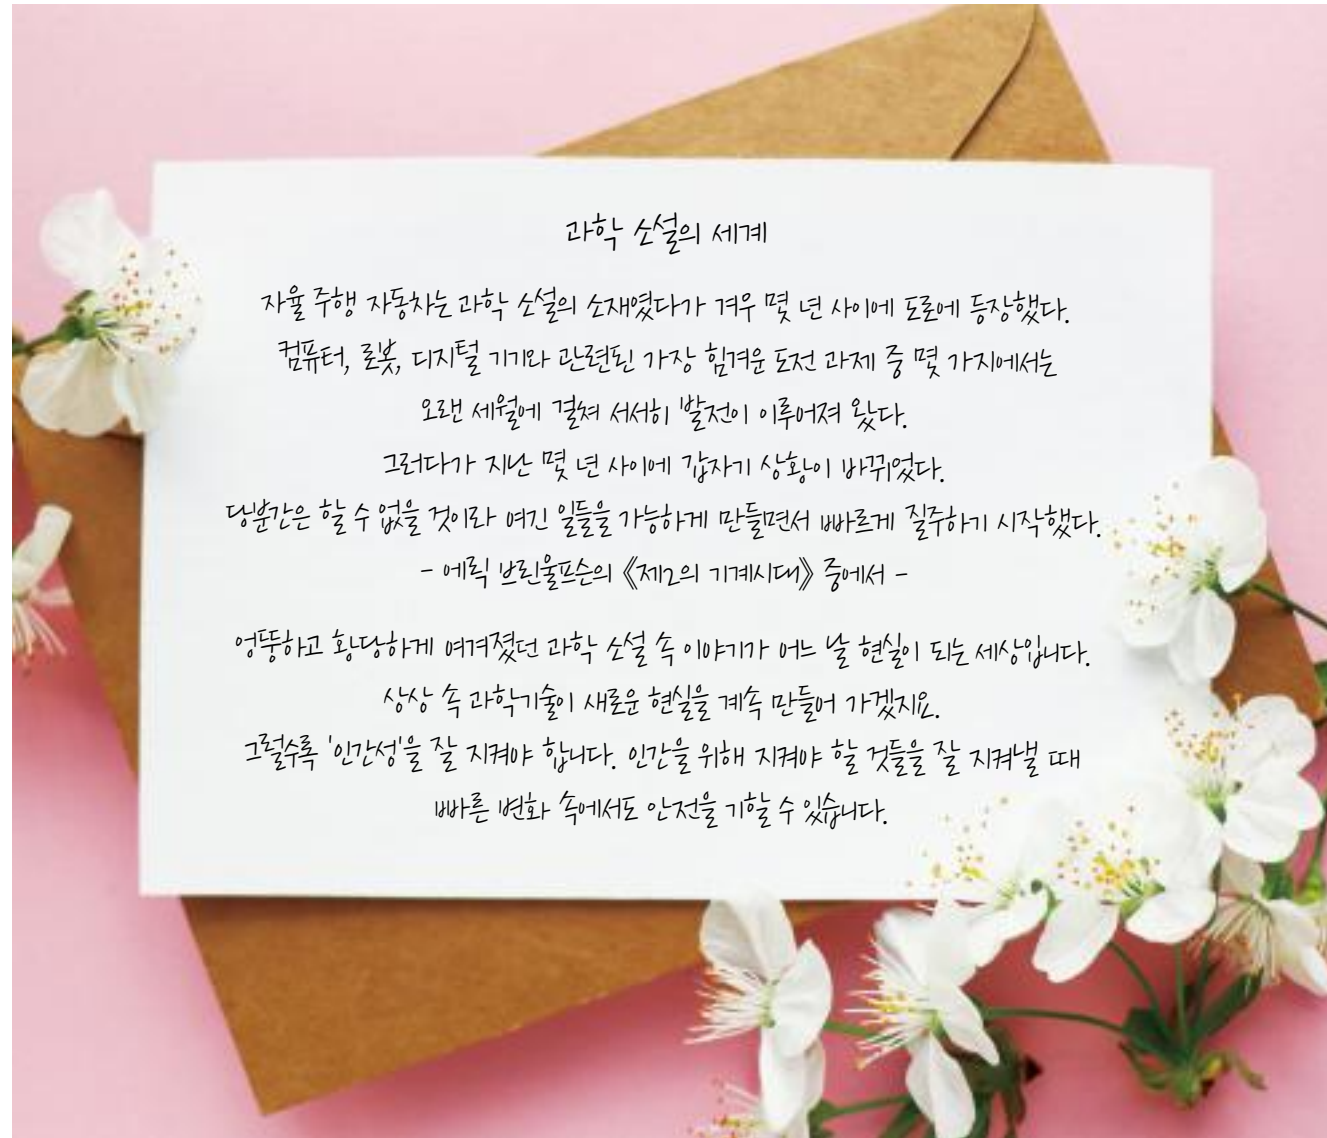 과학 소설의 세계
자율 주행 자동차는 과학 소설의 소재였다가 겨우 몇 년 사이에 도로에 등장했다.
컴퓨터, 로봇, 디지털 기기와 관련된 가장 힘겨운 도전 과제 중 몇 가지에서는
오랜 세월에 걸쳐 서서히 발전이 이루어져 왔다.
그러다가 지난 몇 년 사이에 갑자기 상황이 바뀌었다.
당분간은 할 수 없을 것이라 여긴 일들을 가능하게 만들면서 빠르게 질주하기 시작했다.
- 에릭 브린울프슨의 《제2의 기계시대》 중에서 -
엉뚱하고 황당하게 여겨졌던 과학 소설 속 이야기가 어느 날 현실이 되는 세상입니다.
상상 속 과학기술이 새로운 현실을 계속 만들어 가겠지요.
그럴수록 '인간성'을 잘 지켜야 합니다. 인간을 위해 지켜야 할 것들을 잘 지켜낼 때
빠른 변화 속에서도 안전을 기할 수 있습니다.